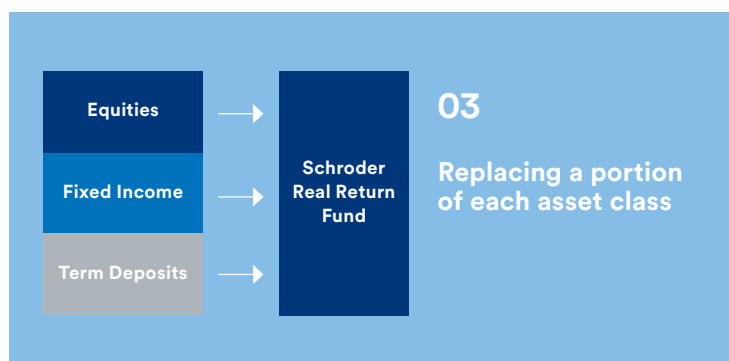 Equities
Fixed Income
Term Deposits
Schroder
Real Return
Fund
03
Replacing a portion
of each asset class